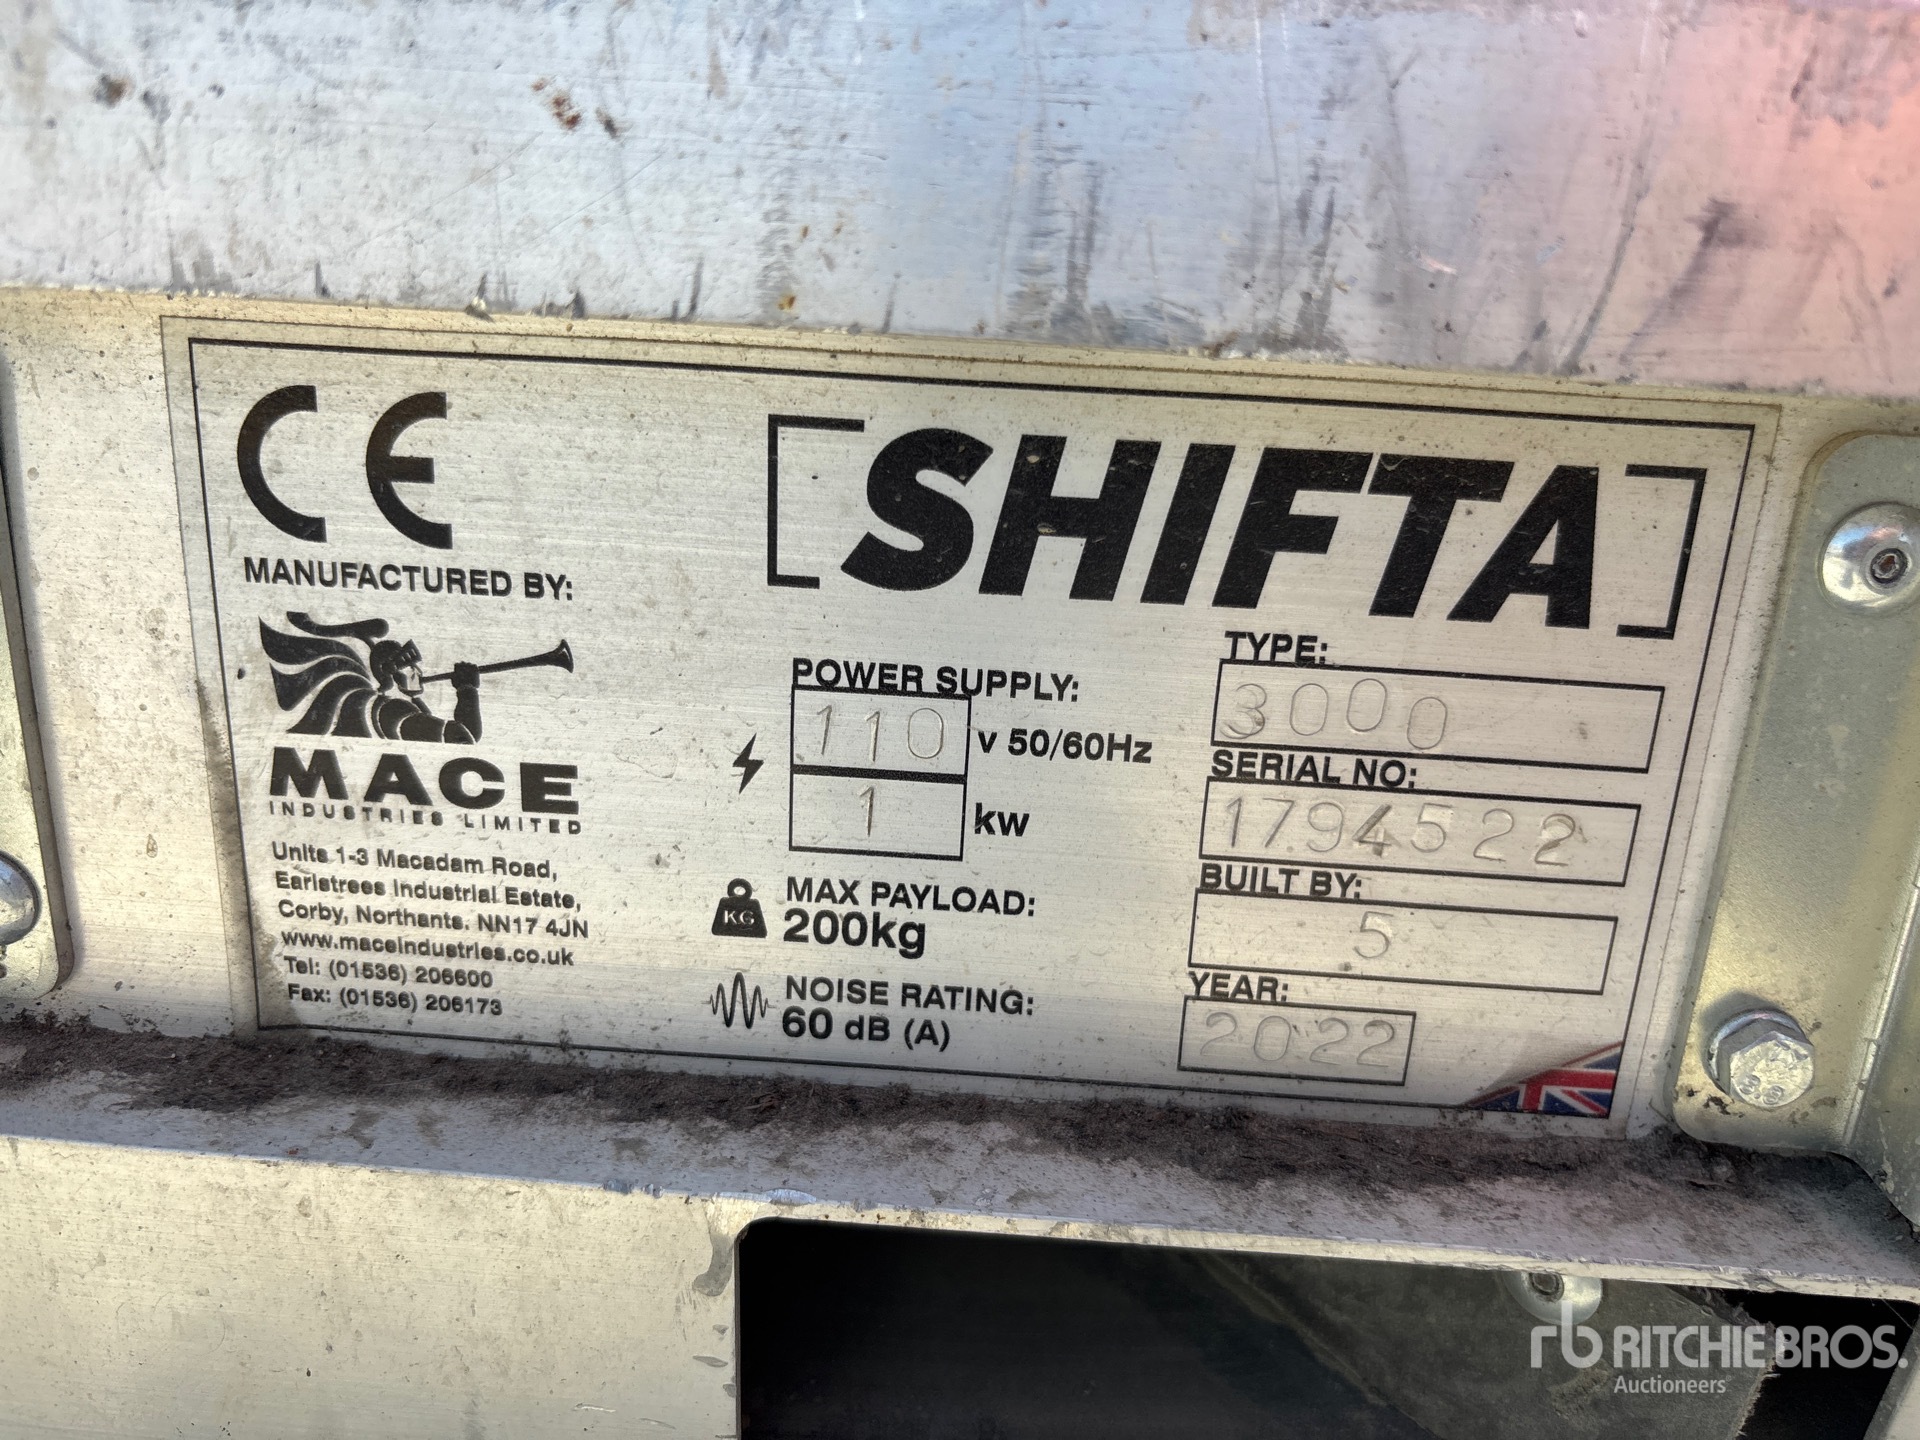 CE
MANUFACTURED BY:
MACE
INDUSTRIES LIMITED
Units 1-3 Macadam Road,
Earlstrees Industrial Estate,
Corby, Northants. NN17 4JN
www.maceindustries.co.uk
Tel: (01536) 206600
Fax: (01536) 206173
[SHIFTA]
POWER SUPPLY:
110 v 50/60Hz
1 kw
KG
MAX PAYLOAD:
200kg
NOISE RATING:
60 dB (A)
TYPE:
3000
SERIAL NO:
1794522
BUILT BY:
5
YEAR:
2022
8.8
rb RITCHIE BROS.
Auctioneers